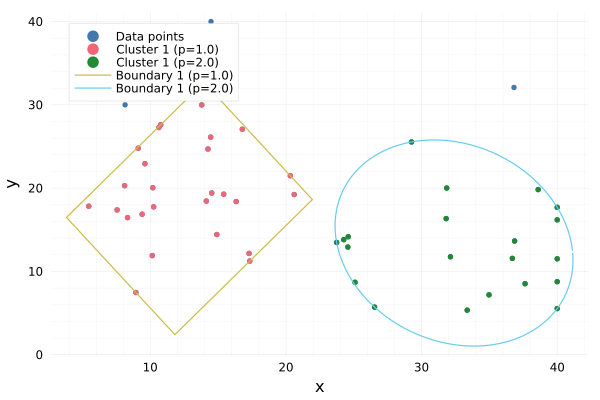 40
30
20
10
0
y
Data points
Cluster 1 (p=1.0)
Cluster 1 (p=2.0)
Boundary 1 (p=1.0)
Boundary 1 (p=2.0)
10 20 30 40
x